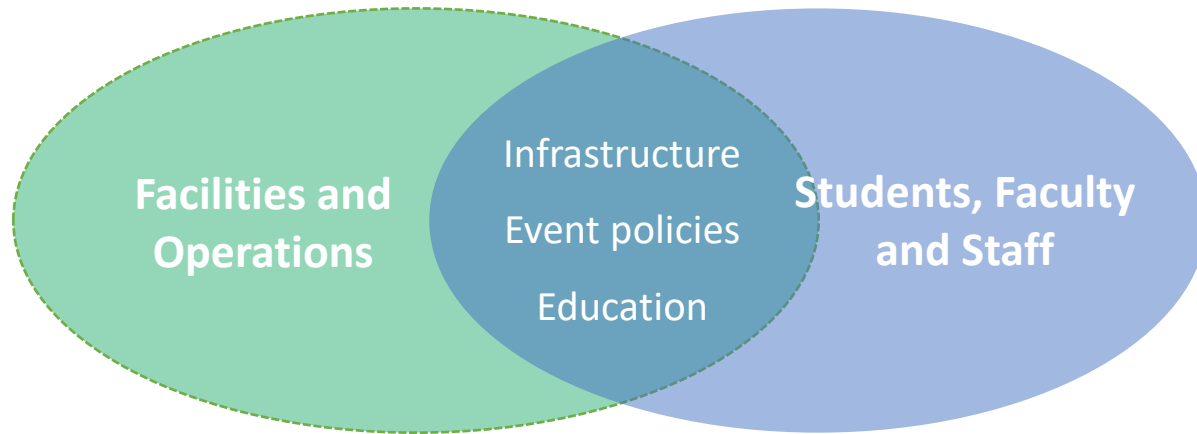 Facilities and
Operations
Infrastructure
Event policies
Education
Students, Faculty
and Staff